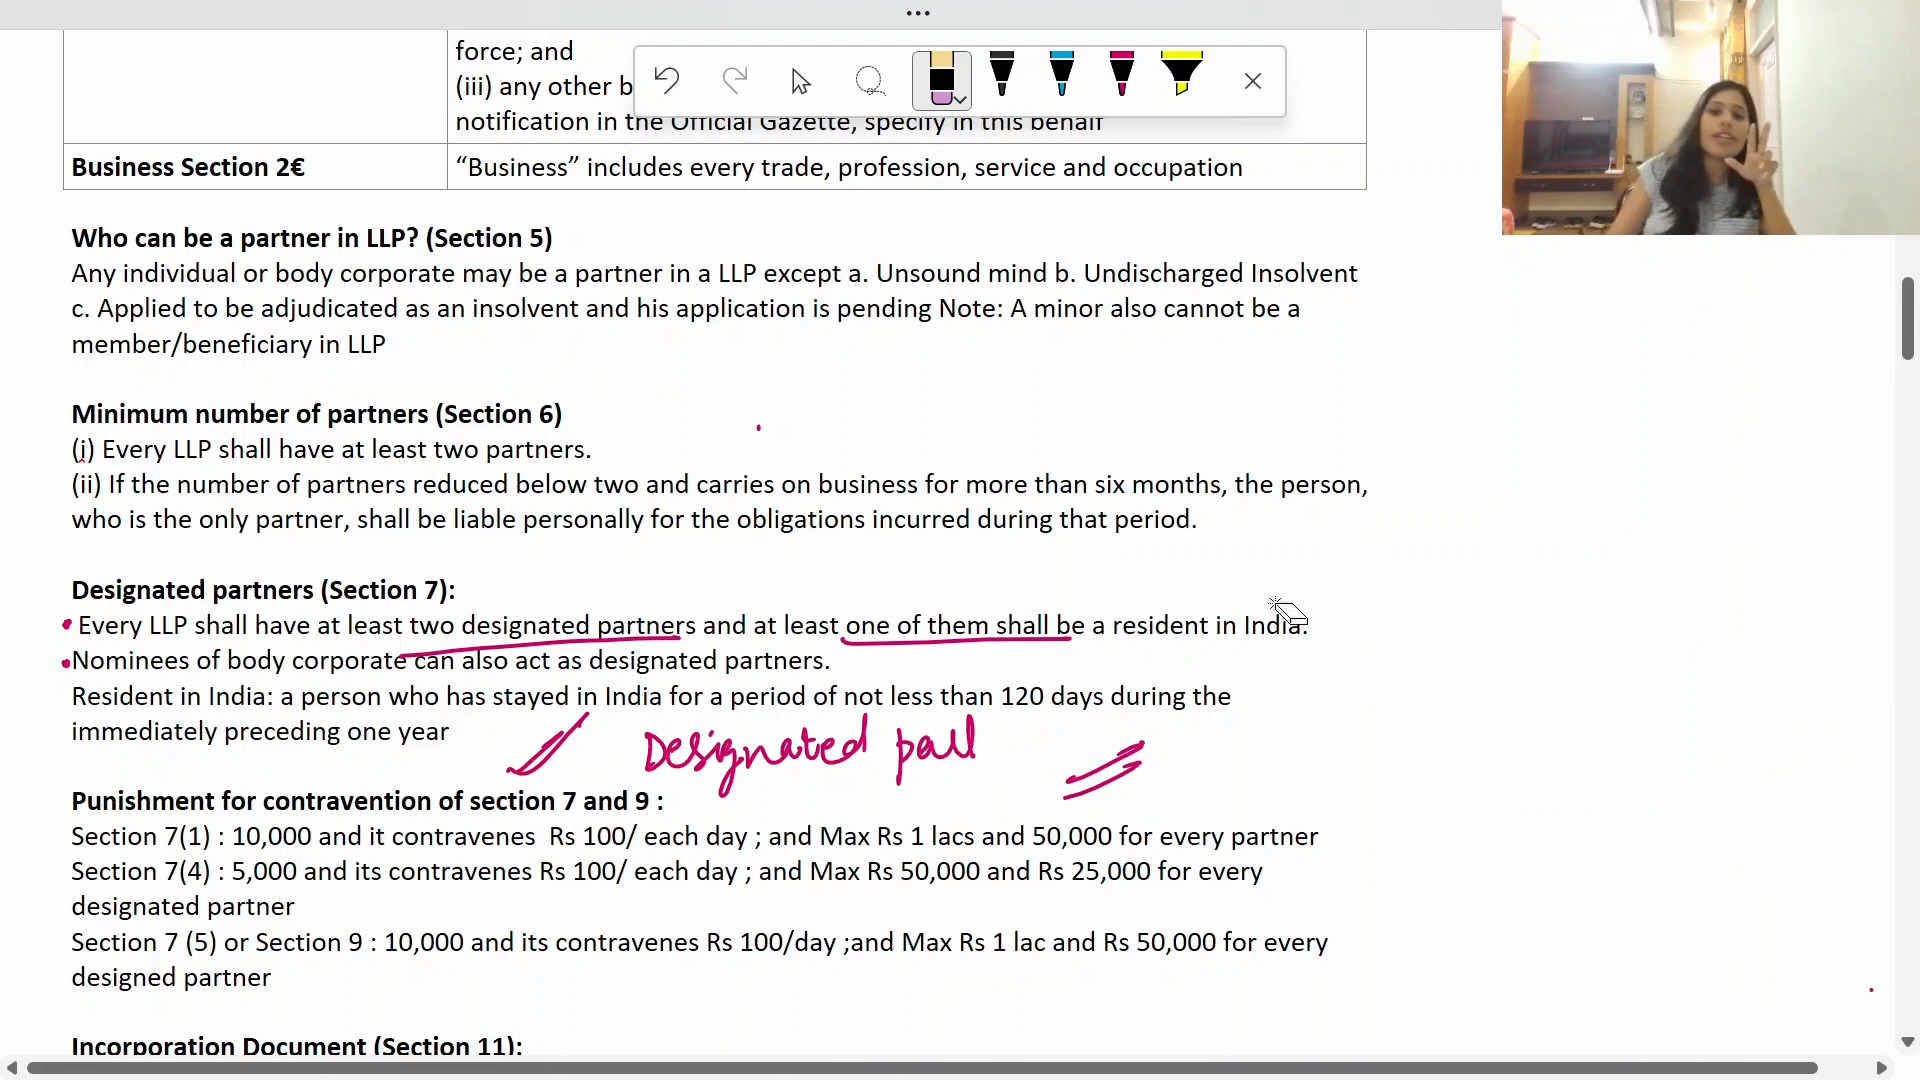 force; and
(iii) any other b
notification in the Official Gazette, specify in this behalf
Business Section 2€
“Business” includes every trade, profession, service and occupation
Who can be a partner in LLP? (Section 5)
Any individual or body corporate may be a partner in a LLP except a. Unsound mind b. Undischarged Insolvent
c. Applied to be adjudicated as an insolvent and his application is pending Note: A minor also cannot be a
member/beneficiary in LLP
Minimum number of partners (Section 6)
(i) Every LLP shall have at least two partners.
(ii) If the number of partners reduced below two and carries on business for more than six months, the person,
who is the only partner, shall be liable personally for the obligations incurred during that period.
Designated partners (Section 7):
Every LLP shall have at least two designated partners and at least one of them shall be a resident in India.
Nominees of body corporate can also act as designated partners.
Resident in India: a person who has stayed in India for a period of not less than 120 days during the
immediately preceding one year
Designated
Punishment for contravention of section 7 and 9 :
Section 7(1) : 10,000 and it contravenes Rs 100/ each day ; and Max Rs 1 lacs and 50,000 for every partner
Section 7(4) : 5,000 and its contravenes Rs 100/ each day ; and Max Rs 50,000 and Rs 25,000 for every
designated partner
Section 7 (5) or Section 9 : 10,000 and its contravenes Rs 100/day ;and Max Rs 1 lac and Rs 50,000 for every
designed partner
Incorporation Document (Section 11):